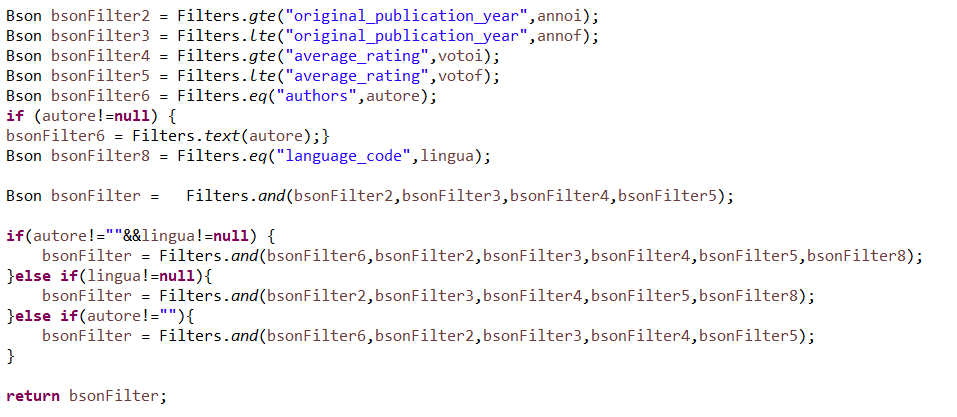 Bson bsonFilter2 = Filters.gte("original_publication_year",annoi);
Bson bsonFilter3 = Filters.lte("original_publication_year",annof);
Bson bsonFilter4 = Filters.gte("average_rating",votoi);
Bson bsonFilter5 = Filters.lte("average_rating",votof);
Bson bsonFilter6 = Filters.eq("authors",autore);
if (autore!=null) {
bsonFilter6 = Filters.text(autore);}
Bson bsonFilter8 = Filters.eq("language_code",lingua);

Bson bsonFilter =   Filters.and(bsonFilter2,bsonFilter3,bsonFilter4,bsonFilter5);

if(autore!=""&&lingua!=null) {
    bsonFilter = Filters.and(bsonFilter6,bsonFilter2,bsonFilter3,bsonFilter4,bsonFilter5,bsonFilter8);
}else if(lingua!=null){
    bsonFilter = Filters.and(bsonFilter2,bsonFilter3,bsonFilter4,bsonFilter5,bsonFilter8);
}else if(autore!=""){
    bsonFilter = Filters.and(bsonFilter6,bsonFilter2,bsonFilter3,bsonFilter4,bsonFilter5);
}

return bsonFilter;